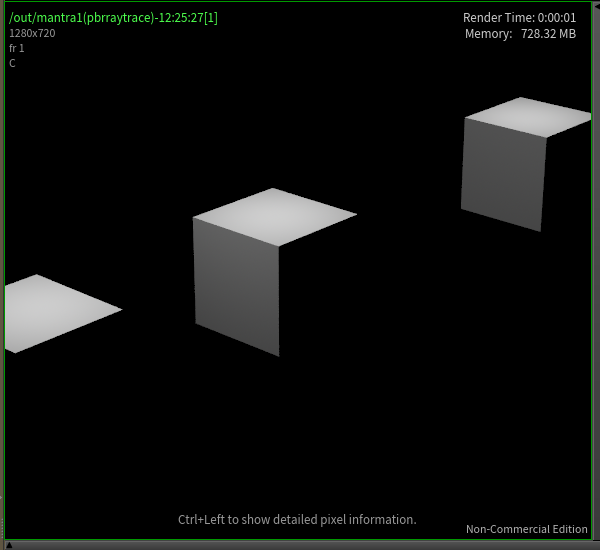 /out/mantra1(pbrraytrace)-12:25:27[1]
1280x720
fr 1
C
Render Time: 0:00:01
Memory: 728.32 MB
Ctrl+Left to show detailed pixel information.
Non-Commercial Edition